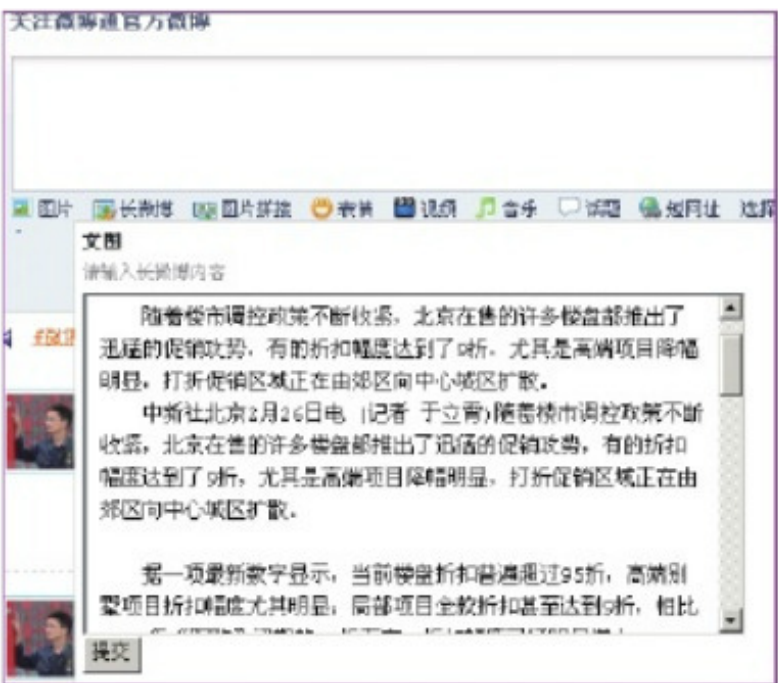 关注微博通官方微博
图片 长微博 图片拼接 表情 视频 音乐 话题 短网址 选择
文图
请输入长微博内容
随着楼市调控政策不断收紧，北京在售的许多楼盘都推出了
迅猛的促销攻势，有的折扣幅度达到了9折，尤其是高端项目降幅
明显，打折促销区域正在由郊区向中心城区扩散。
中新社北京2月26日电 (记者 于立霄)随着楼市调控政策不断
收紧，北京在售的许多楼盘都推出了迅猛的促销攻势，有的折扣
幅度达到了9折，尤其是高端项目降幅明显，打折促销区域正在由
郊区向中心城区扩散。
据一项最新数字显示，当前楼盘折扣普遍超过95折，高端别
墅项目折扣幅度尤其明显，局部项目全款折扣甚至达到9折，相比
提交